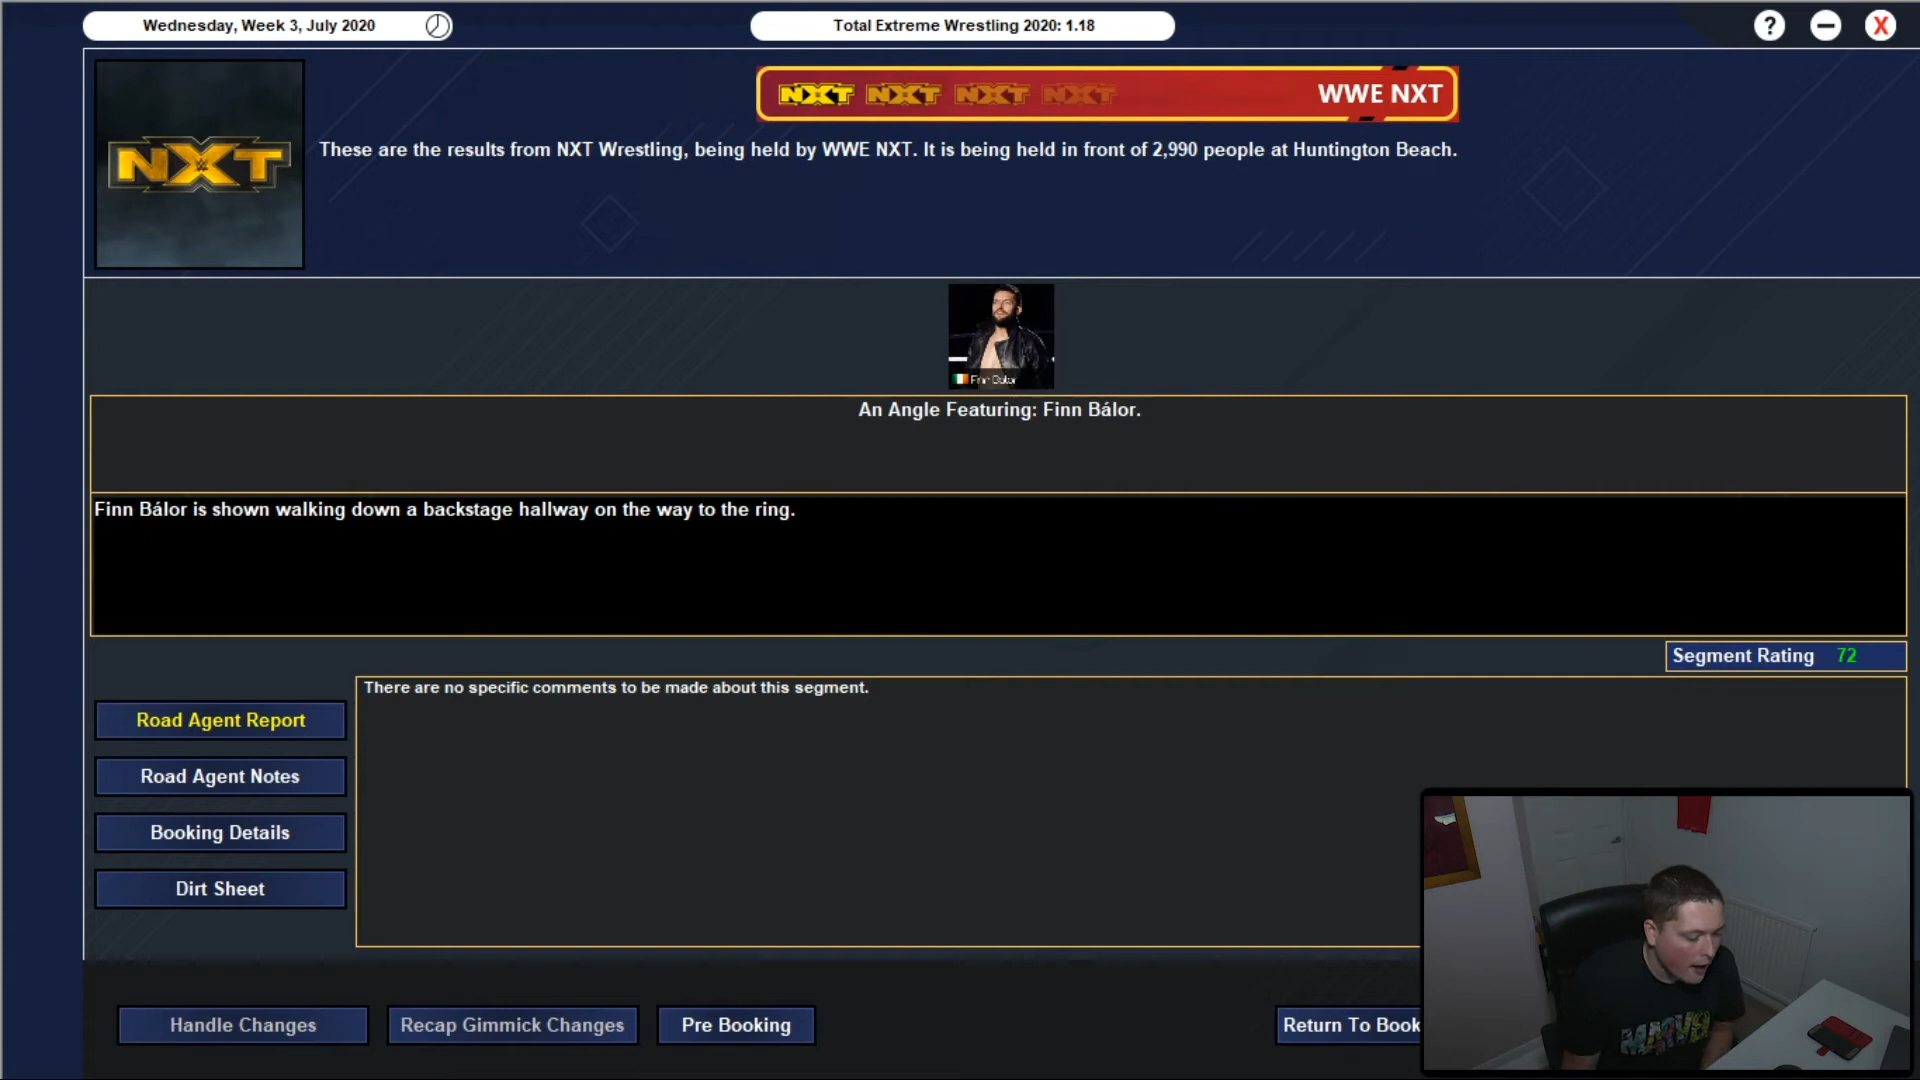 Wednesday, Week 3, July 2020
Total Extreme Wrestling 2020: 1.18
?
X
NXT
NXT NXT NXT NXT
WWE NXT
These are the results from NXT Wrestling, being held by WWE NXT. It is being held in front of 2,990 people at Huntington Beach.
Finn Bálor
An Angle Featuring: Finn Bálor.
Finn Bálor is shown walking down a backstage hallway on the way to the ring.
Segment Rating 72
There are no specific comments to be made about this segment.
Road Agent Report
Road Agent Notes
Booking Details
Dirt Sheet
Handle Changes
Recap Gimmick Changes
Pre Booking
Return To Book
MARVEL